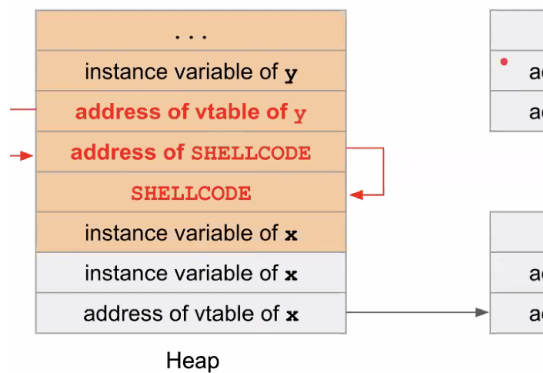 ...
instance variable of y
address of vtable of y
address of SHELLCODE
SHELLCODE
instance variable of x
instance variable of x
address of vtable of x
Heap